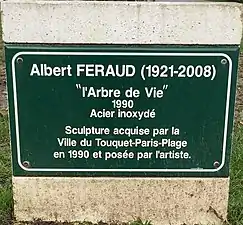 Albert FERAUD (1921-2008)
"l'Arbre de Vie"
1990
Acier inoxydé
Sculpture acquise par la
Ville du Touquet-Paris-Plage
en 1990 et posée par l'artiste.